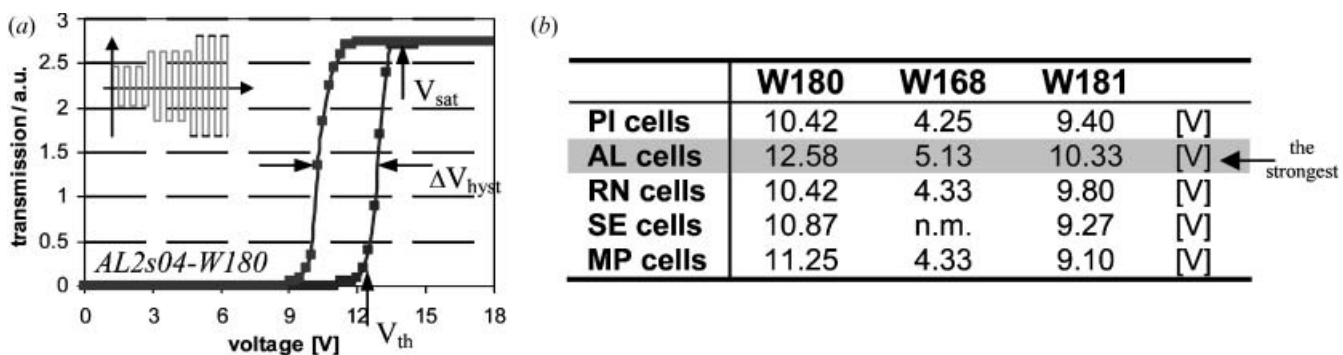 (a)
3
2.5
2
1.5
1
0.5
0
transmission / a.u.
V_sat
ΔV_hyst
AL2s04-W180
0 3 6 9 12 15 18
V_th
voltage [V]
(b)
W180 W168 W181
PI cells 10.42 4.25 9.40 [V]
AL cells 12.58 5.13 10.33 [V]
the
strongest
RN cells 10.42 4.33 9.80 [V]
SE cells 10.87 n.m. 9.27 [V]
MP cells 11.25 4.33 9.10 [V]